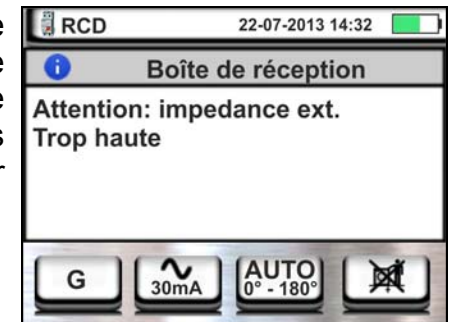 e
e
e
s
r
RCD 22-07-2013 14:32
i Boîte de réception
Attention: impedance ext.
Trop haute
G 30mA AUTO
0° - 180°